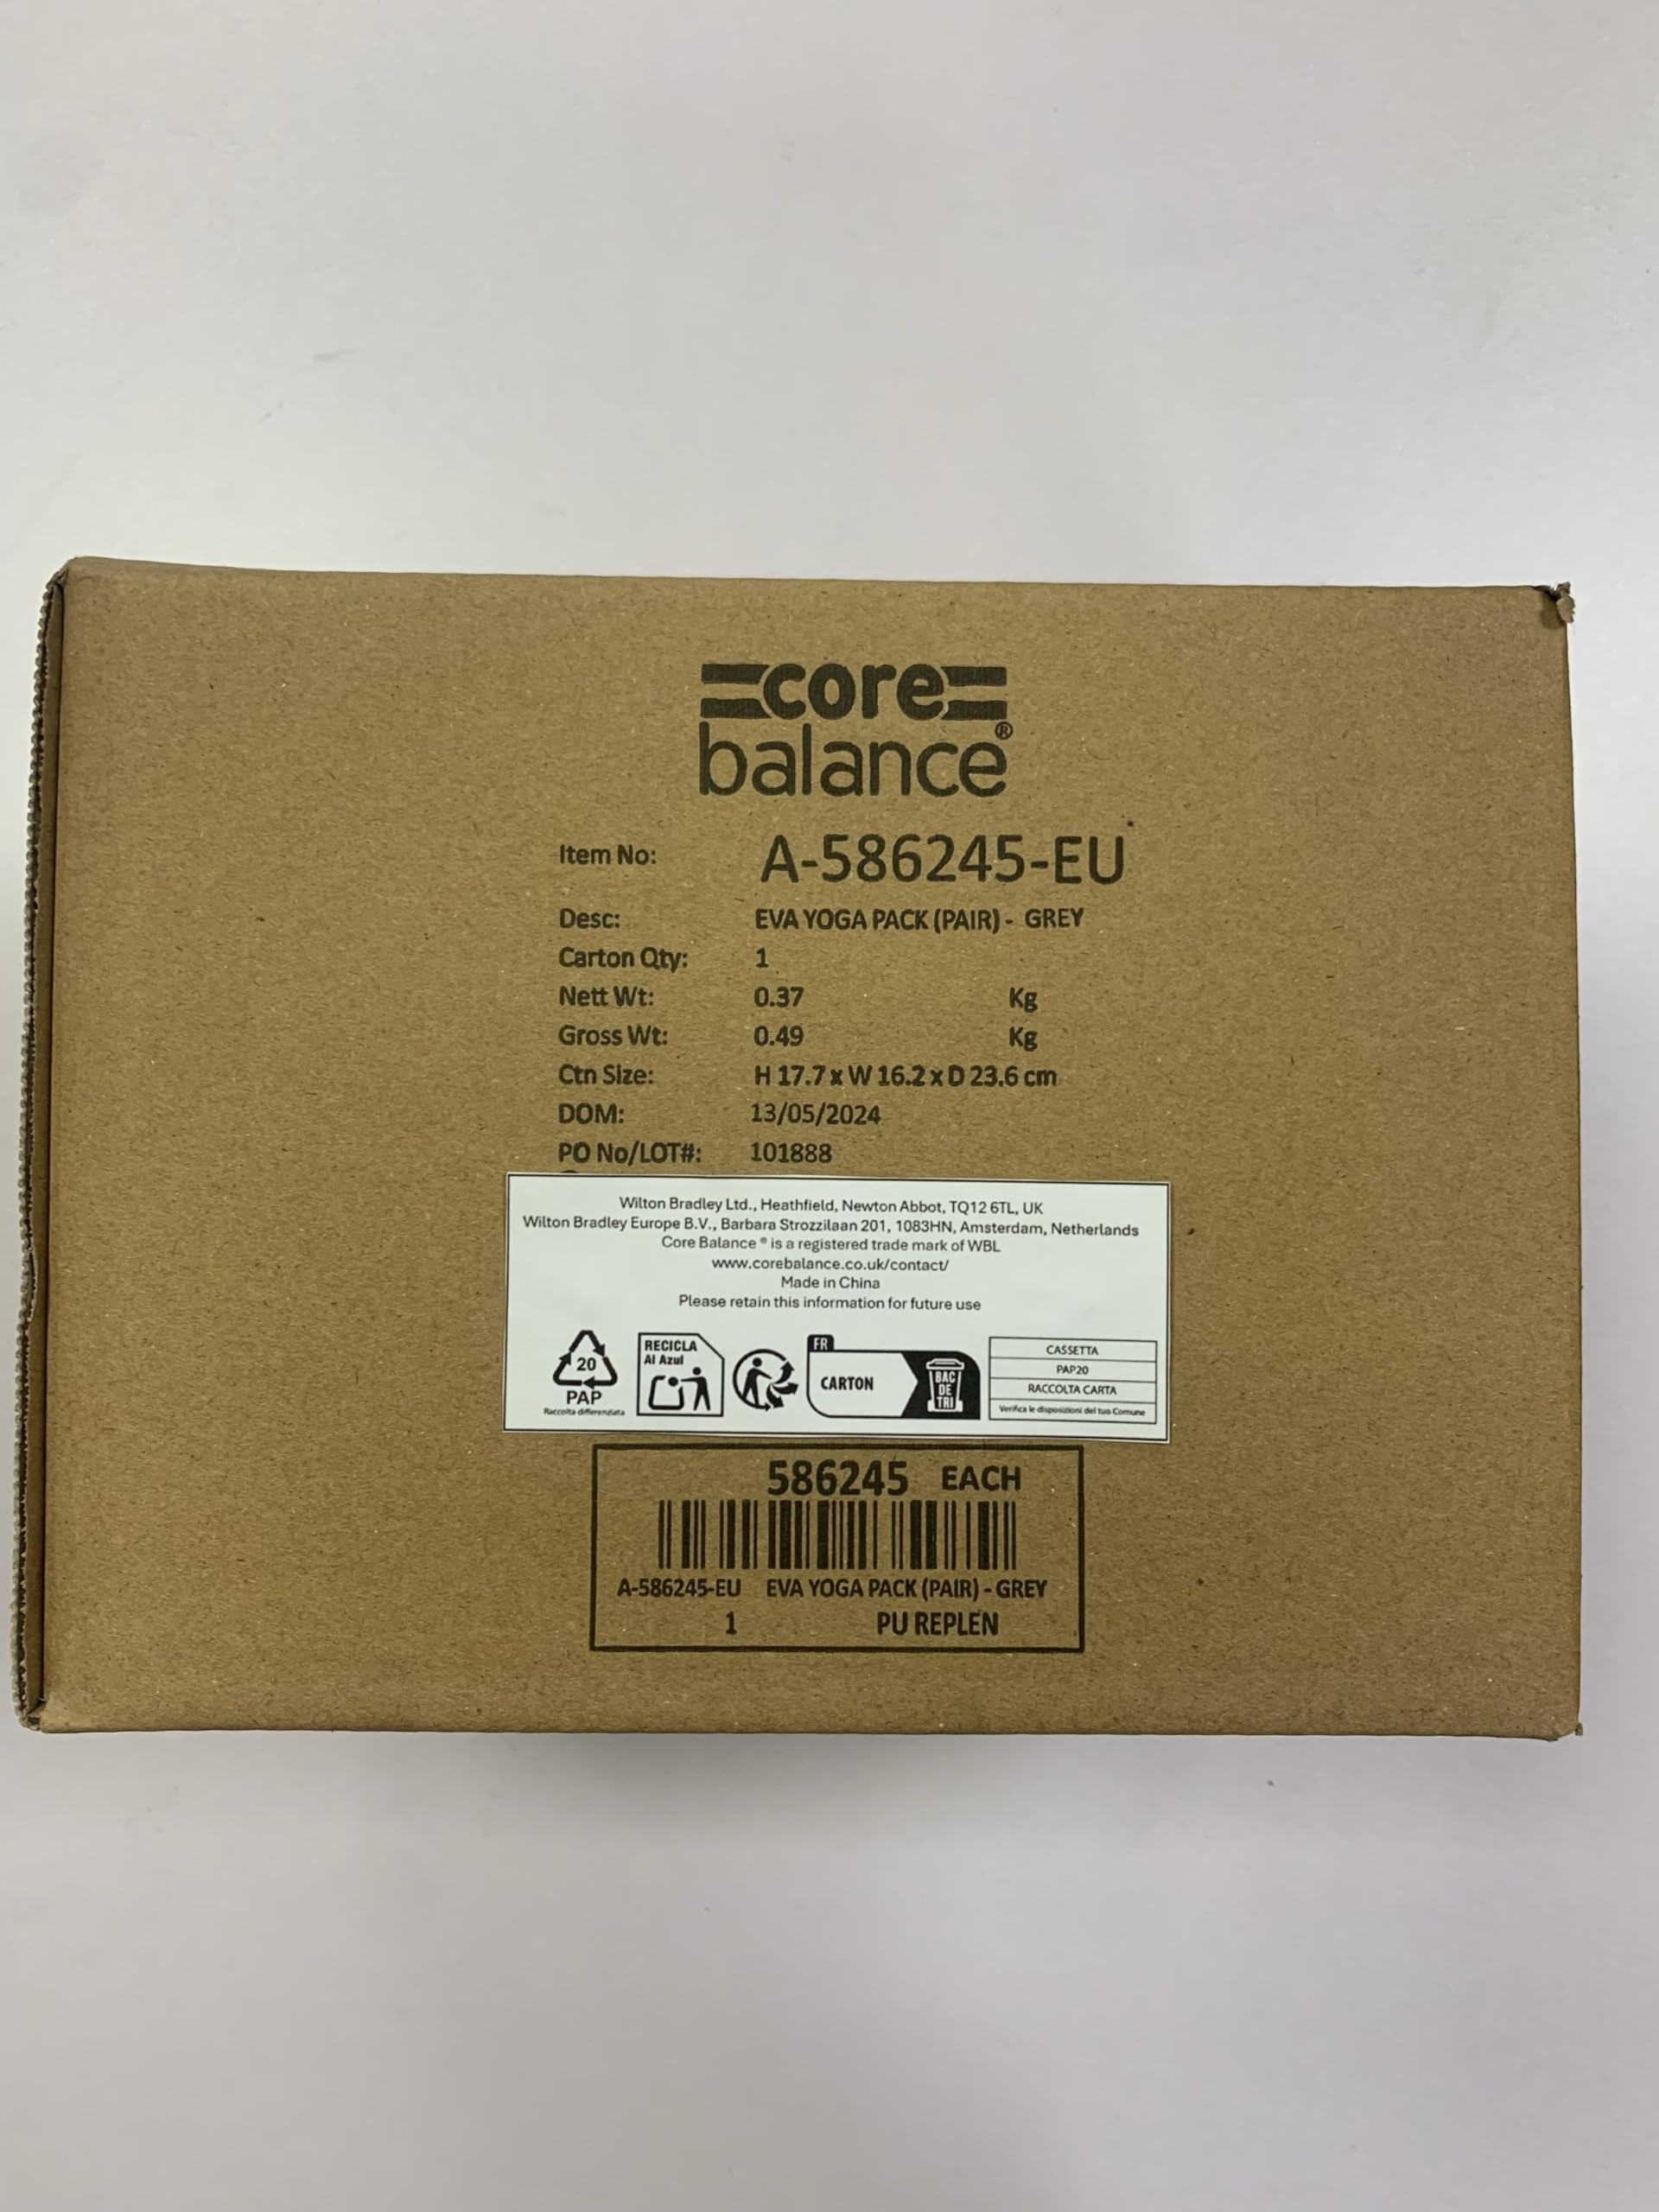 core
balance®
Item No: A-586245-EU
Desc: EVA YOGA PACK (PAIR) - GREY
Carton Qty: 1
Nett Wt: 0.37 Kg
Gross Wt: 0.49 Kg
Ctn Size: H 17.7 x W 16.2 x D 23.6 cm
DOM: 13/05/2024
PO No/LOT#: 101888
Wilton Bradley Ltd., Heathfield, Newton Abbot, TQ12 6TL, UK
Wilton Bradley Europe B.V., Barbara Strozzilaan 201, 1083HN, Amsterdam, Netherlands
Core Balance ® is a registered trade mark of WBL
www.corebalance.co.uk/contact/
Made in China
Please retain this information for future use
20
PAP
Raccolta differenziata
RECICLA
Al Azul
FR
CARTON
BAC
DE
TRI
CASSETTA
PAP20
RACCOLTA CARTA
Verifica le disposizioni del tuo Comune
586245 EACH
A-586245-EU EVA YOGA PACK (PAIR) - GREY
1 PU REPLEN